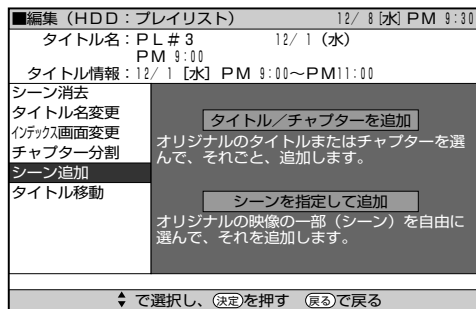 ■編集(HDD:プレイリスト) 12/ 8[水]PM 9:30
タイトル名:PL#3 12/ 1(水)
PM 9:00
タイトル情報:12/ 1 [水] PM 9:00〜PM11:00
シーン消去
タイトル名変更
インデックス画面変更
チャプター分割
シーン追加
タイトル移動
タイトル/チャプターを追加
オリジナルのタイトルまたはチャプターを選
んで、それごと、追加します。
シーンを指定して追加
オリジナルの映像の一部(シーン)を自由に
選んで、それを追加します。
で選択し、決定を押す 戻るで戻る